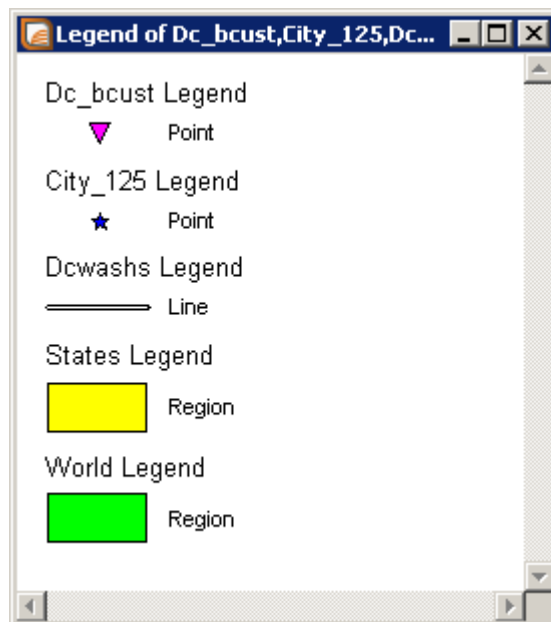 Legend of Dc_bcust,City_125,Dc...
Dc_bcust Legend
Point
City_125 Legend
Point
Dcwashs Legend
Line
States Legend
Region
World Legend
Region